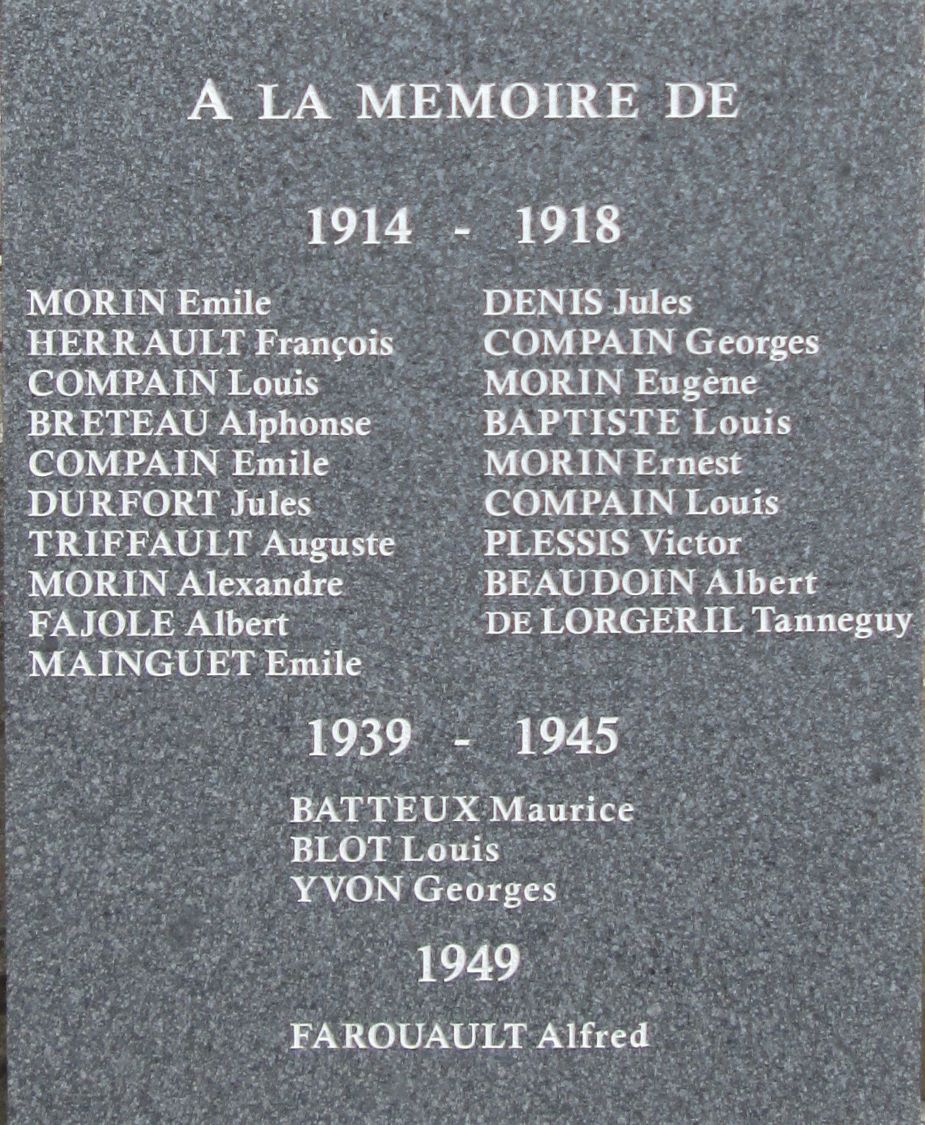 A LA MEMOIRE DE
1914 - 1918
MORIN Emile
HERRAULT François
COMPAIN Louis
BRETEAU Alphonse
COMPAIN Emile
DURFORT Jules
TRIFFAULT Auguste
MORIN Alexandre
FAJOLE Albert
MAINGUET Emile
DENIS Jules
COMPAIN Georges
MORIN Eugène
BAPTISTE Louis
MORIN Ernest
COMPAIN Louis
PLESSIS Victor
BEAUDOIN Albert
DE LORGERIL Tanneguy
1939 - 1945
BATTEUX Maurice
BLOT Louis
YVON Georges
1949
FAROUAULT Alfred